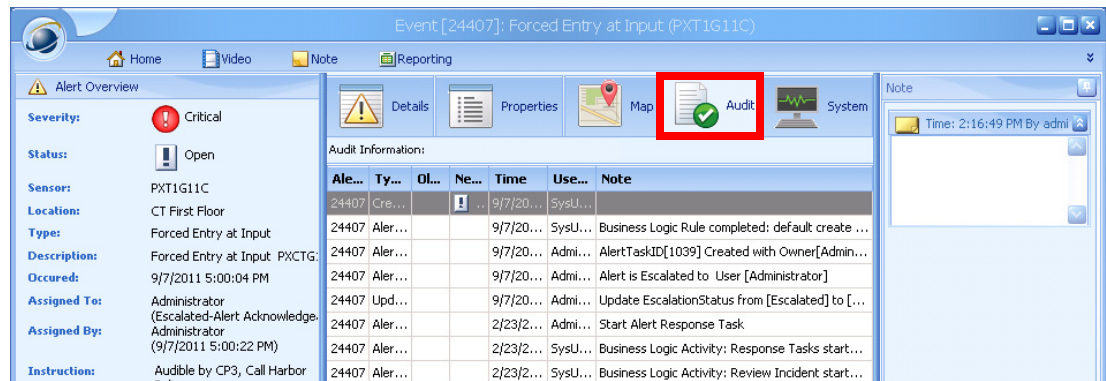 Event [24407]: Forced Entry at Input (PXT1G11C)
Home Video Note Reporting
Alert Overview
Severity: Critical
Status: Open
Sensor: PXT1G11C
Location: CT First Floor
Type: Forced Entry at Input
Description: Forced Entry at Input PXCTG:
Occured: 9/7/2011 5:00:04 PM
Assigned To: Administrator
(Escalated-Alert Acknowledge
Assigned By: Administrator
(9/7/2011 5:00:22 PM)
Instruction: Audible by CP3, Call Harbor
Details Properties Map Audit System
Audit Information:
Ale... Ty... Ol... Ne... Time Use... Note
24407 Cre... .. 9/7/20... SysU...
24407 Aler... 9/7/20... SysU... Business Logic Rule completed: default create ...
24407 Aler... 9/7/20... Admi... AlertTaskID[1039] Created with Owner[Admin...
24407 Aler... 9/7/20... Admi... Alert is Escalated to User [Administrator]
24407 Upd... 9/7/20... Admi... Update EscalationStatus from [Escalated] to [...
24407 Aler... 2/23/2... Admi... Start Alert Response Task
24407 Aler... 2/23/2... SysU... Business Logic Activity: Response Tasks start...
24407 Aler... 2/23/2... SysU... Business Logic Activity: Review Incident start...
Note
Time: 2:16:49 PM By admi